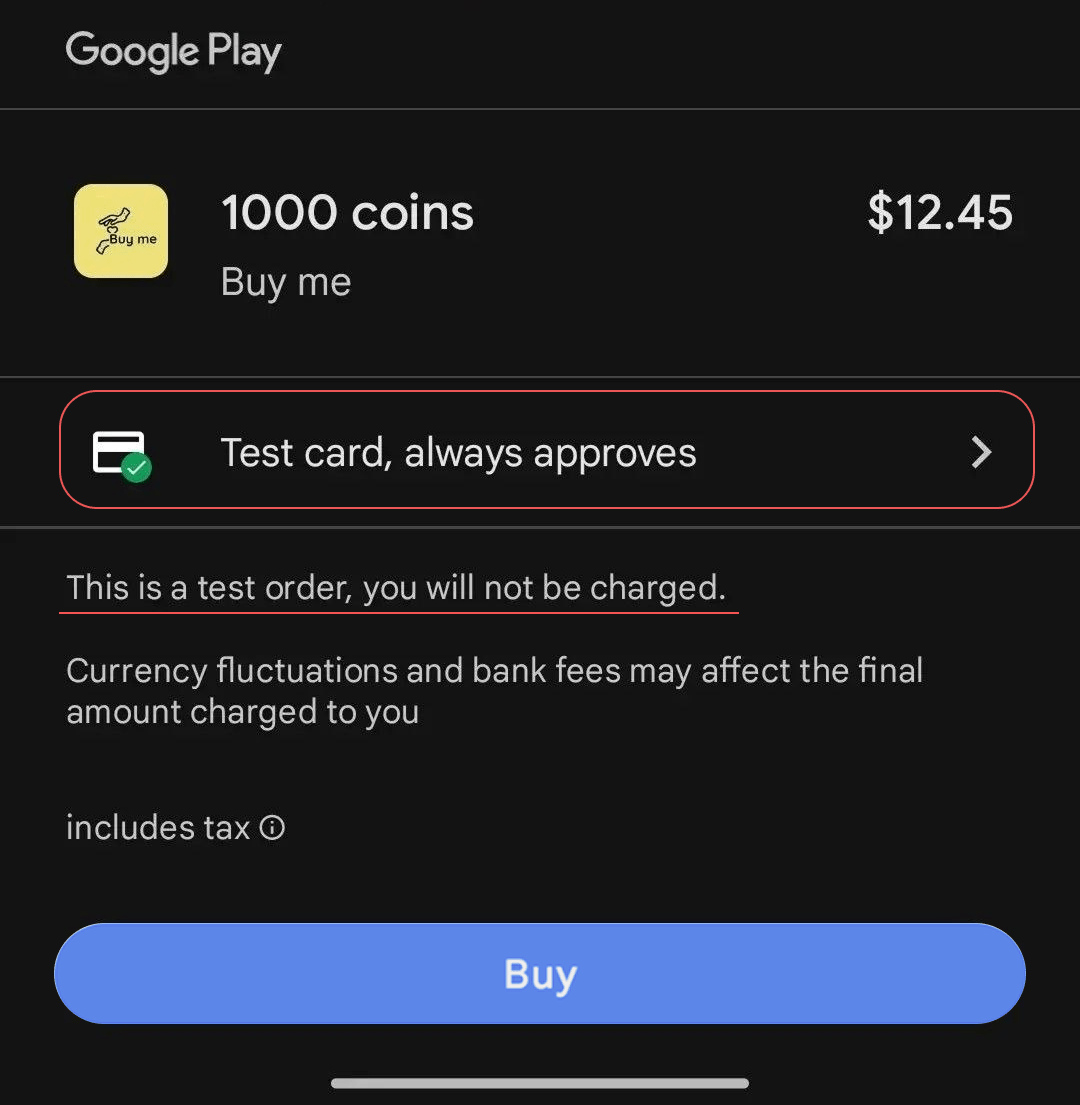 Google Play
1000 coins
$12.45
Buy me
Buy me
Test card, always approves
This is a test order, you will not be charged.
Currency fluctuations and bank fees may affect the final
amount charged to you
includes tax
Buy